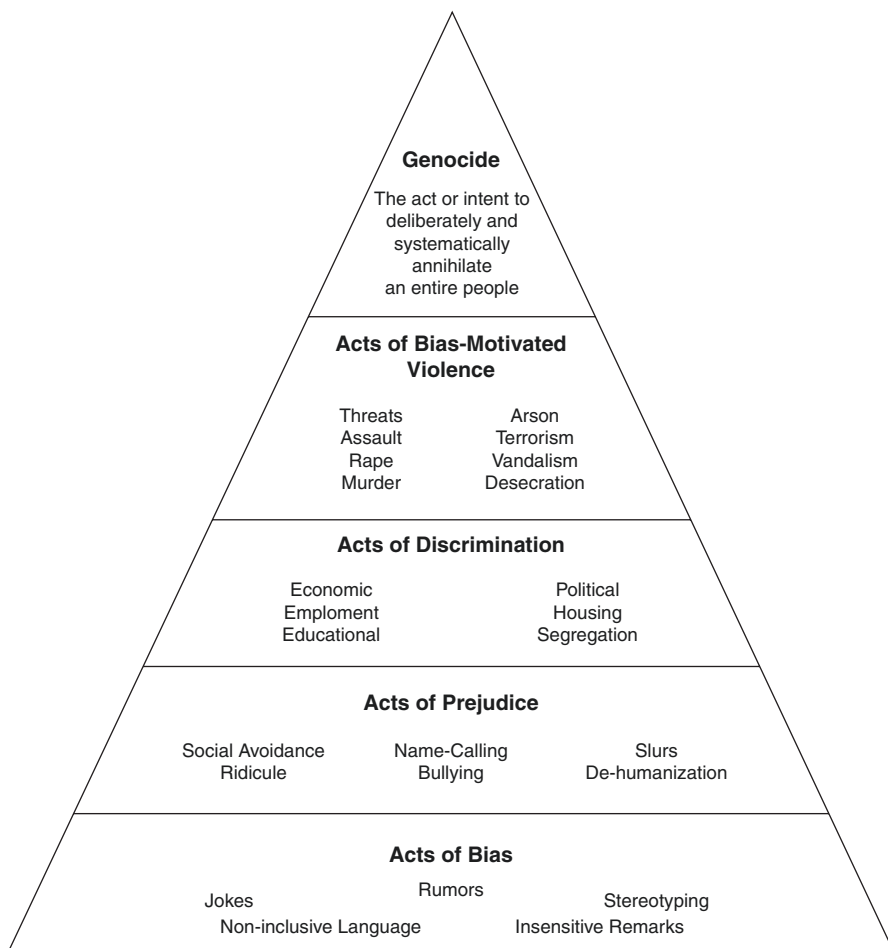 Genocide
The act or intent to
deliberately and
systematically
annihilate
an entire people
Acts of Bias-Motivated
Violence
Threats Arson
Assault Terrorism
Rape Vandalism
Murder Desecration
Acts of Discrimination
Economic Political
Emploment Housing
Educational Segregation
Acts of Prejudice
Social Avoidance Name-Calling Slurs
Ridicule Bullying De-humanization
Acts of Bias
Jokes Rumors Stereotyping
Non-inclusive Language Insensitive Remarks